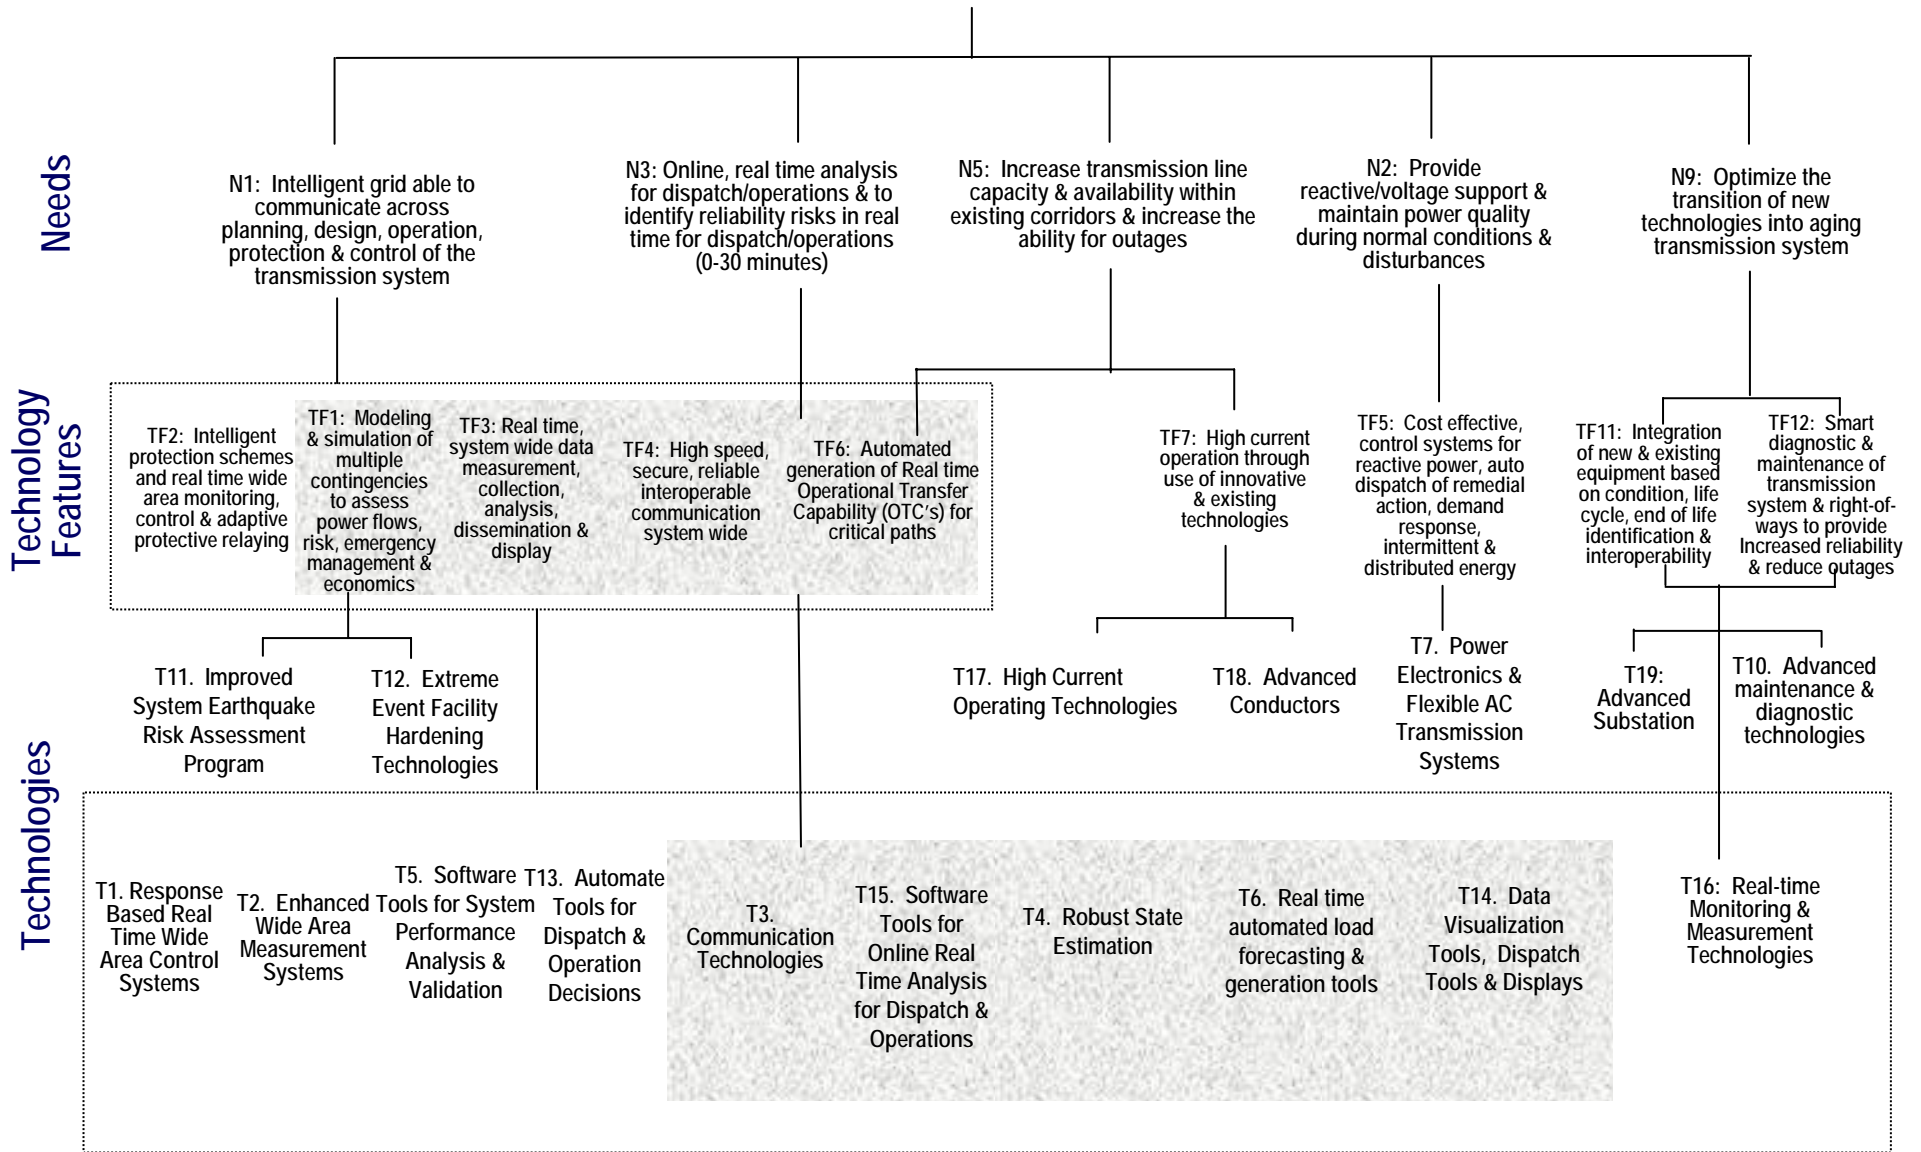 Needs
N1: Intelligent grid able to
communicate across
planning, design, operation,
protection & control of the
transmission system
N3: Online, real time analysis
for dispatch/operations & to
identify reliability risks in real
time for dispatch/operations
(0-30 minutes)
N5: Increase transmission line
capacity & availability within
existing corridors & increase the
ability for outages
N2: Provide
reactive/voltage support &
maintain power quality
during normal conditions &
disturbances
N9: Optimize the
transition of new
technologies into aging
transmission system
Technology
Features
TF2: Intelligent
protection schemes
and real time wide
area monitoring,
control & adaptive
protective relaying
TF1: Modeling
& simulation of
multiple
contingencies
to assess
power flows,
risk, emergency
management &
economics
TF3: Real time,
system wide data
measurement,
collection,
analysis,
dissemination &
display
TF4: High speed,
secure, reliable
interoperable
communication
system wide
TF6: Automated
generation of Real time
Operational Transfer
Capability (OTC's) for
critical paths
TF7: High current
operation through
use of innovative
& existing
technologies
TF5: Cost effective,
control systems for
reactive power, auto
dispatch of remedial
action, demand
response,
intermittent &
distributed energy
TF11: Integration
of new & existing
equipment based
on condition, life
cycle, end of life
identification &
interoperability
TF12: Smart
diagnostic &
maintenance of
transmission
system & right-of-
ways to provide
Increased reliability
& reduce outages
Technologies
T11. Improved
System Earthquake
Risk Assessment
Program
T12. Extreme
Event Facility
Hardening
Technologies
T17. High Current
Operating Technologies
T18. Advanced
Conductors
T7. Power
Electronics &
Flexible AC
Transmission
Systems
T19:
Advanced
Substation
T10. Advanced
maintenance &
diagnostic
technologies
T1. Response
Based Real
Time Wide
Area Control
Systems
T2. Enhanced
Wide Area
Measurement
Systems
T5. Software
Tools for System
Performance
Analysis &
Validation
T13. Automate
Tools for
Dispatch &
Operation
Decisions
T3.
Communication
Technologies
T15. Software
Tools for
Online Real
Time Analysis
for Dispatch &
Operations
T4. Robust State
Estimation
T6. Real time
automated load
forecasting &
generation tools
T14. Data
Visualization
Tools, Dispatch
Tools & Displays
T16: Real-time
Monitoring &
Measurement
Technologies